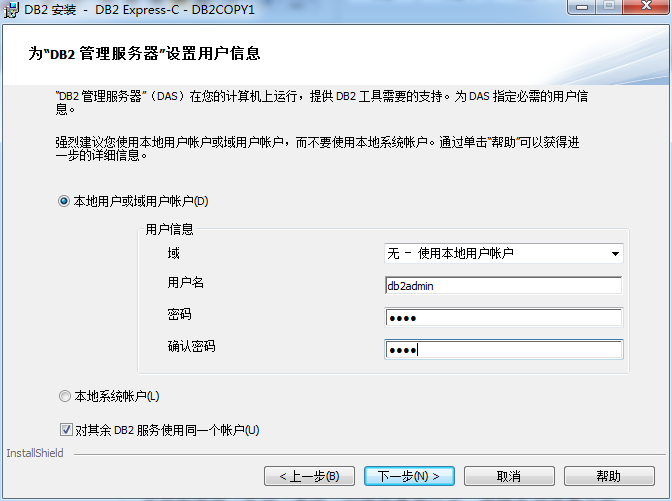 DB2 安装 - DB2 Express-C - DB2COPY1
为“DB2 管理服务器”设置用户信息
“DB2 管理服务器”（DAS）在您的计算机上运行，提供 DB2 工具需要的支持。为 DAS 指定必需的用户信
息。
强烈建议您使用本地用户帐户或域用户帐户，而不要使用本地系统帐户。通过单击“帮助”可以获得进
一步的详细信息。
本地用户或域用户帐户(D)
用户信息
域 无 - 使用本地用户帐户
用户名 db2admin
密码 ●●●●
确认密码 ●●●●
本地系统帐户(L)
对其余 DB2 服务使用同一个帐户(U)
InstallShield
< 上一步(B) 下一步(N) > 取消 帮助